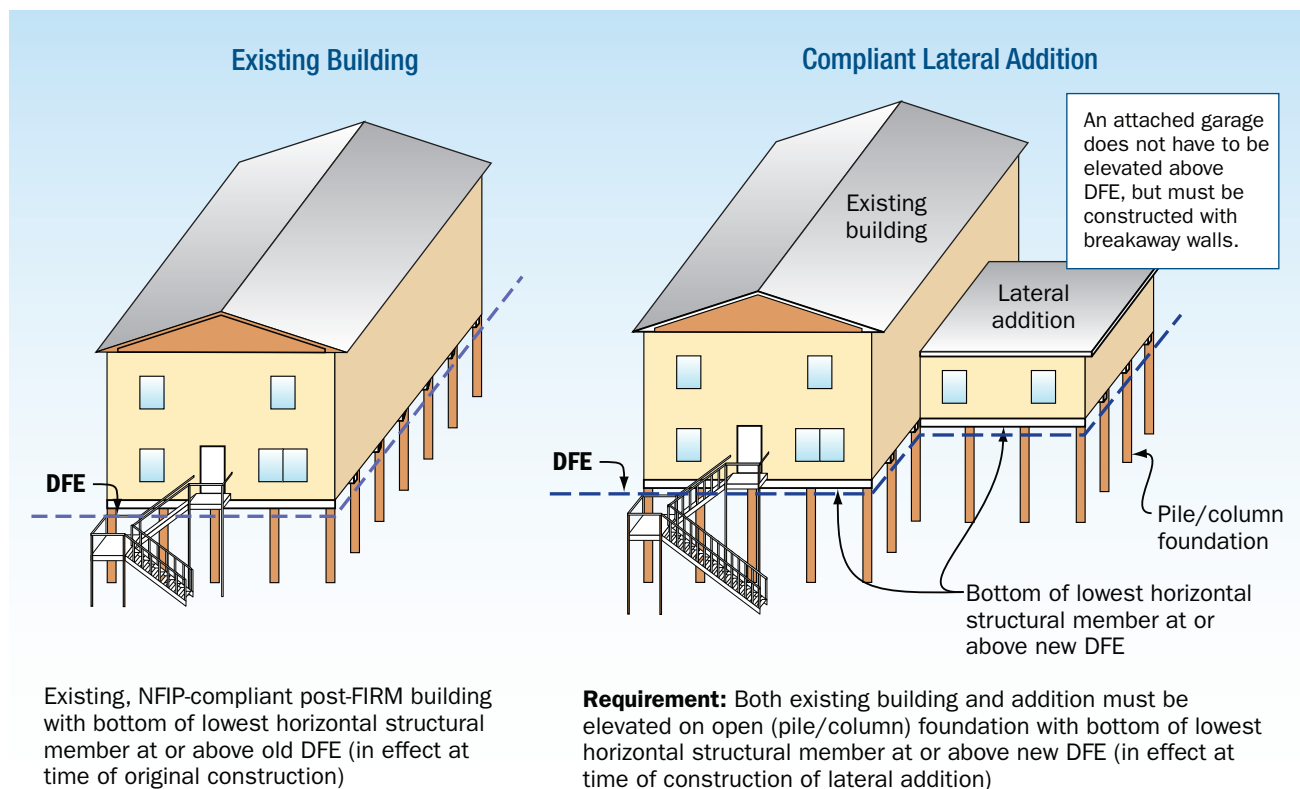 Existing Building
DFE
Existing, NFIP-compliant post-FIRM building
with bottom of lowest horizontal structural
member at or above old DFE (in effect at
time of original construction)
Compliant Lateral Addition
An attached garage
does not have to be
elevated above
DFE, but must be
constructed with
breakaway walls.
Existing
building
Lateral
addition
DFE
Pile/column
foundation
Bottom of lowest horizontal
structural member at or
above new DFE
Requirement: Both existing building and addition must be
elevated on open (pile/column) foundation with bottom of lowest
horizontal structural member at or above new DFE (in effect at
time of construction of lateral addition)